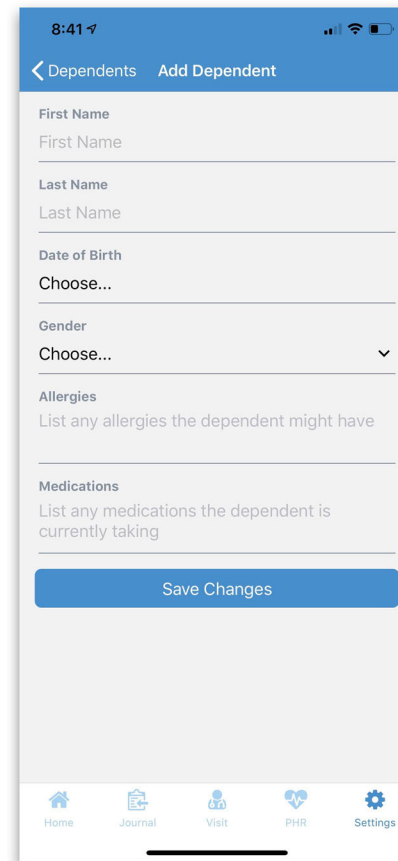 8:41
Dependents Add Dependent
First Name
First Name
Last Name
Last Name
Date of Birth
Choose...
Gender
Choose...
Allergies
List any allergies the dependent might have
Medications
List any medications the dependent is
currently taking
Save Changes
Home Journal Visit PHR Settings